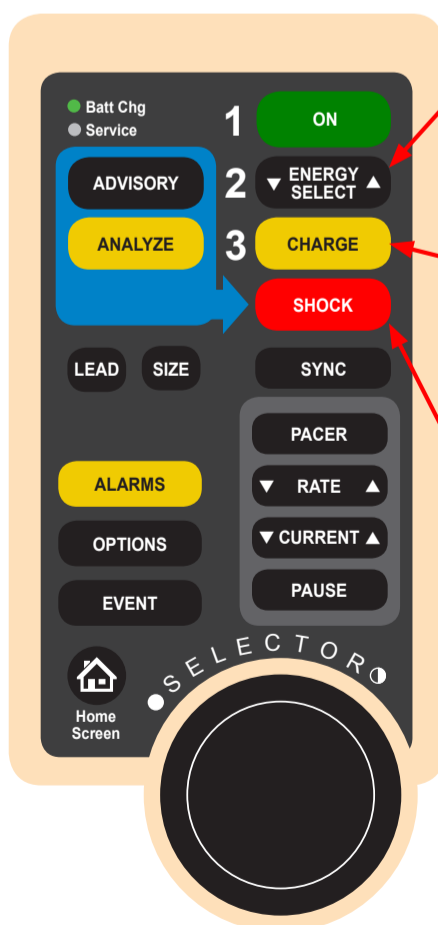 Batt Chg
Service
1
ON
ADVISORY
2
▼ ENERGY ▲
SELECT
ANALYZE
3
CHARGE
SHOCK
LEAD
SIZE
SYNC
PACER
ALARMS
▼ RATE ▲
OPTIONS
▼ CURRENT ▲
EVENT
PAUSE
SELECTOR
Home
Screen